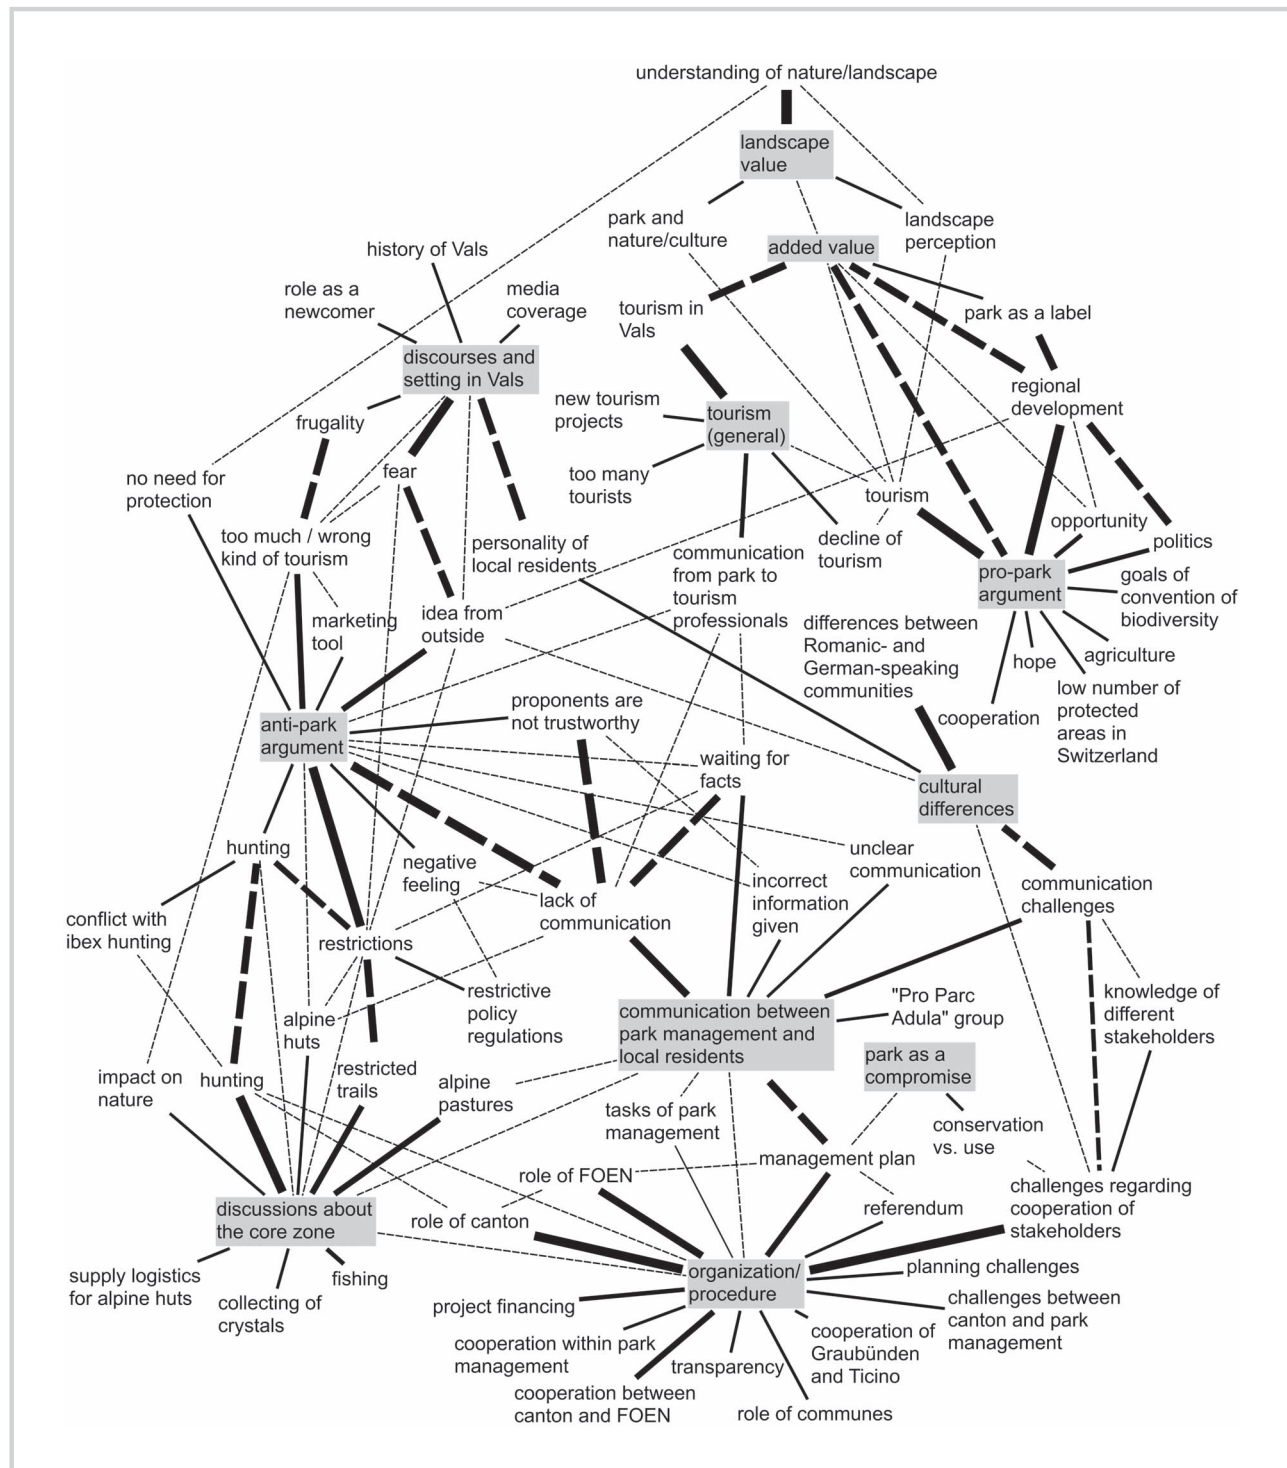 understanding of nature/landscape
landscape
value
park and
nature/culture
landscape
perception
added value
history of Vals
role as a
newcomer
media
coverage
tourism in
Vals
park as a label
discourses and
setting in Vals
regional
development
new tourism
projects
tourism
(general)
frugality
fear
no need for
protection
too many
tourists
tourism
opportunity
too much / wrong
kind of tourism
personality of
local residents
decline of
tourism
politics
communication
from park to
tourism
professionals
pro-park
argument
goals of
convention of
biodiversity
marketing
tool
idea from
outside
differences between
Romanic- and
German-speaking
communities
hope
agriculture
low number of
protected
areas in
Switzerland
cooperation
proponents are
not trustworthy
anti-park
argument
waiting for
facts
cultural
differences
hunting
negative
feeling
unclear
communication
incorrect
information
given
communication
challenges
lack of
communication
conflict with
ibex hunting
restrictions
restrictive
policy
regulations
alpine
huts
communication between
park management and
local residents
"Pro Parc
Adula" group
knowledge of
different
stakeholders
park as a
compromise
impact on
nature
hunting
restricted
trails
alpine
pastures
tasks of park
management
conservation
vs. use
management plan
role of FOEN
challenges regarding
cooperation of
stakeholders
referendum
discussions about
the core zone
role of canton
supply logistics
for alpine huts
fishing
collecting of
crystals
organization/
procedure
planning challenges
project financing
challenges between
canton and park
management
cooperation within park
management
cooperation of
Graubünden
and Ticino
transparency
cooperation between
canton and FOEN
role of communes